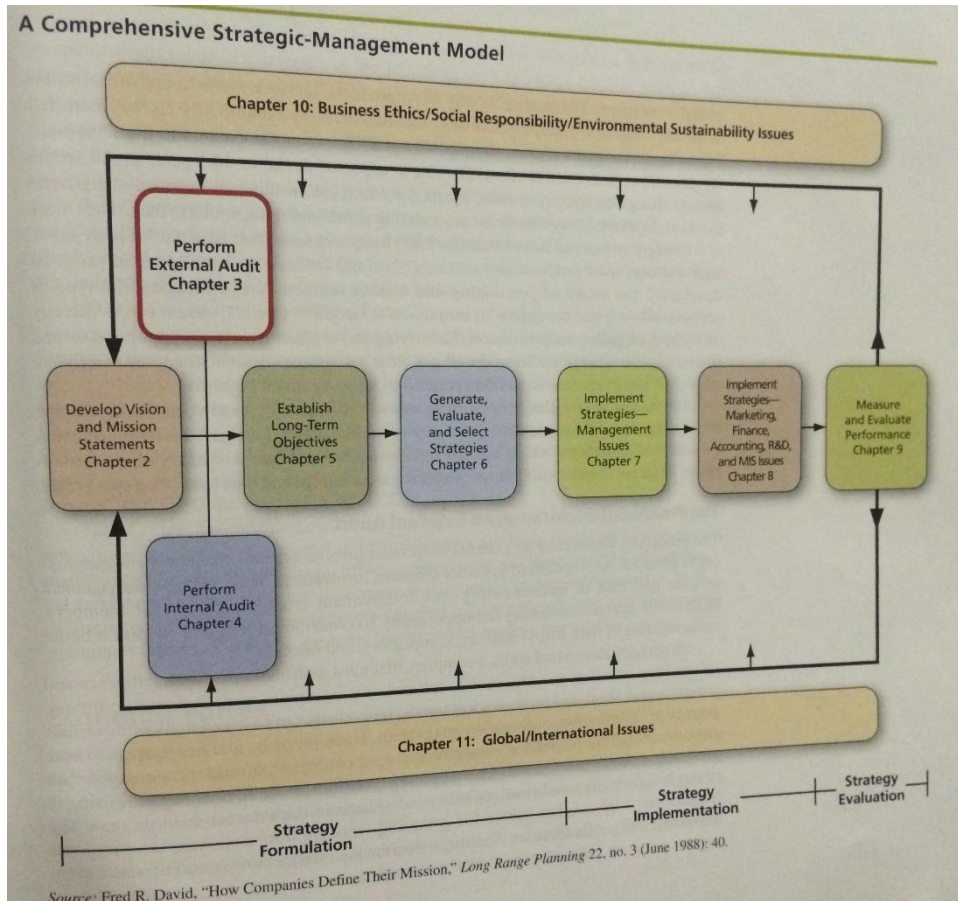 A Comprehensive Strategic-Management Model
Chapter 10: Business Ethics/Social Responsibility/Environmental Sustainability Issues
Perform
External Audit
Chapter 3
Develop Vision
and Mission
Statements
Chapter 2
Establish
Long-Term
Objectives
Chapter 5
Generate,
Evaluate,
and Select
Strategies
Chapter 6
Implement
Strategies—
Management
Issues
Chapter 7
Implement
Strategies—
Marketing,
Finance,
Accounting, R&D,
and MIS Issues
Chapter 8
Measure
and Evaluate
Performance
Chapter 9
Perform
Internal Audit
Chapter 4
Chapter 11: Global/International Issues
Strategy
Formulation
Strategy
Implementation
Strategy
Evaluation
Source: Fred R. David, "How Companies Define Their Mission," Long Range Planning 22, no. 3 (June 1988): 40.